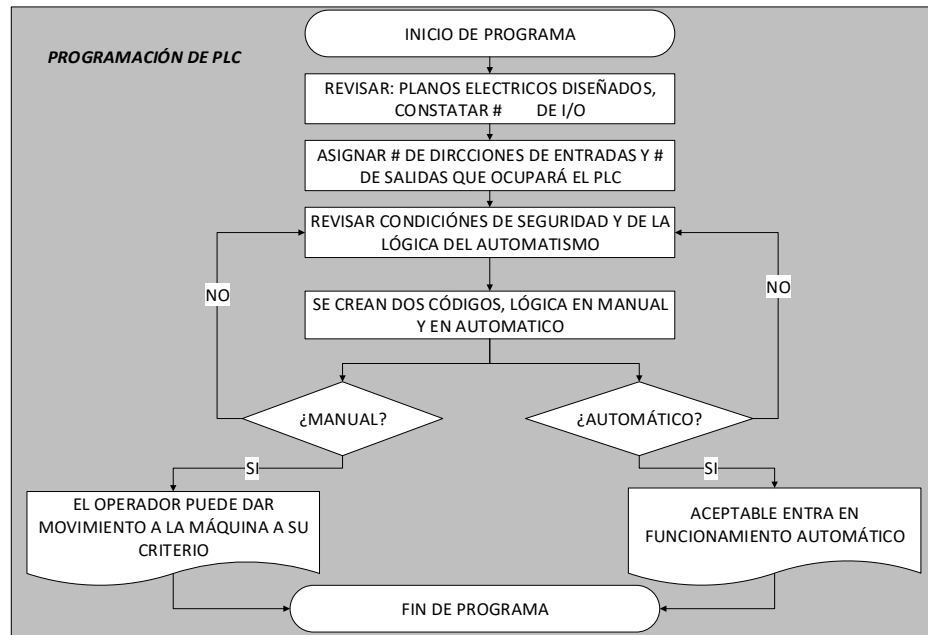 INICIO DE PROGRAMA
PROGRAMACIÓN DE PLC
REVISAR: PLANOS ELECTRICOS DISEÑADOS,
CONSTATAR # DE I/O
ASIGNAR # DE DIRCCIONES DE ENTRADAS Y #
DE SALIDAS QUE OCUPARÁ EL PLC
REVISAR CONDICIÓNES DE SEGURIDAD Y DE LA
LÓGICA DEL AUTOMATISMO
NO
NO
SE CREAN DOS CÓDIGOS, LÓGICA EN MANUAL
Y EN AUTOMATICO
¿MANUAL?
¿AUTOMÁTICO?
SI
SI
EL OPERADOR PUEDE DAR
MOVIMIENTO A LA MÁQUINA A SU
CRITERIO
ACEPTABLE ENTRA EN
FUNCIONAMIENTO AUTOMÁTICO
FIN DE PROGRAMA